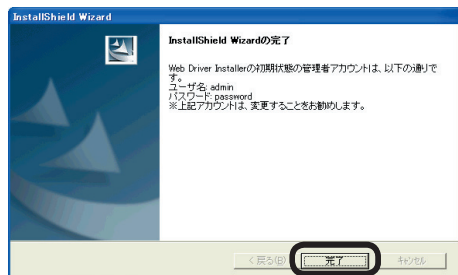 InstallShield Wizard
InstallShield Wizardの完了
Web Driver Installerの初期状態の管理者アカウントは、以下の通りで
す。
ユーザ名: admin
パスワード: password
※上記アカウントは、変更することをお勧めします。
< 戻る(B)
完了
キャンセル